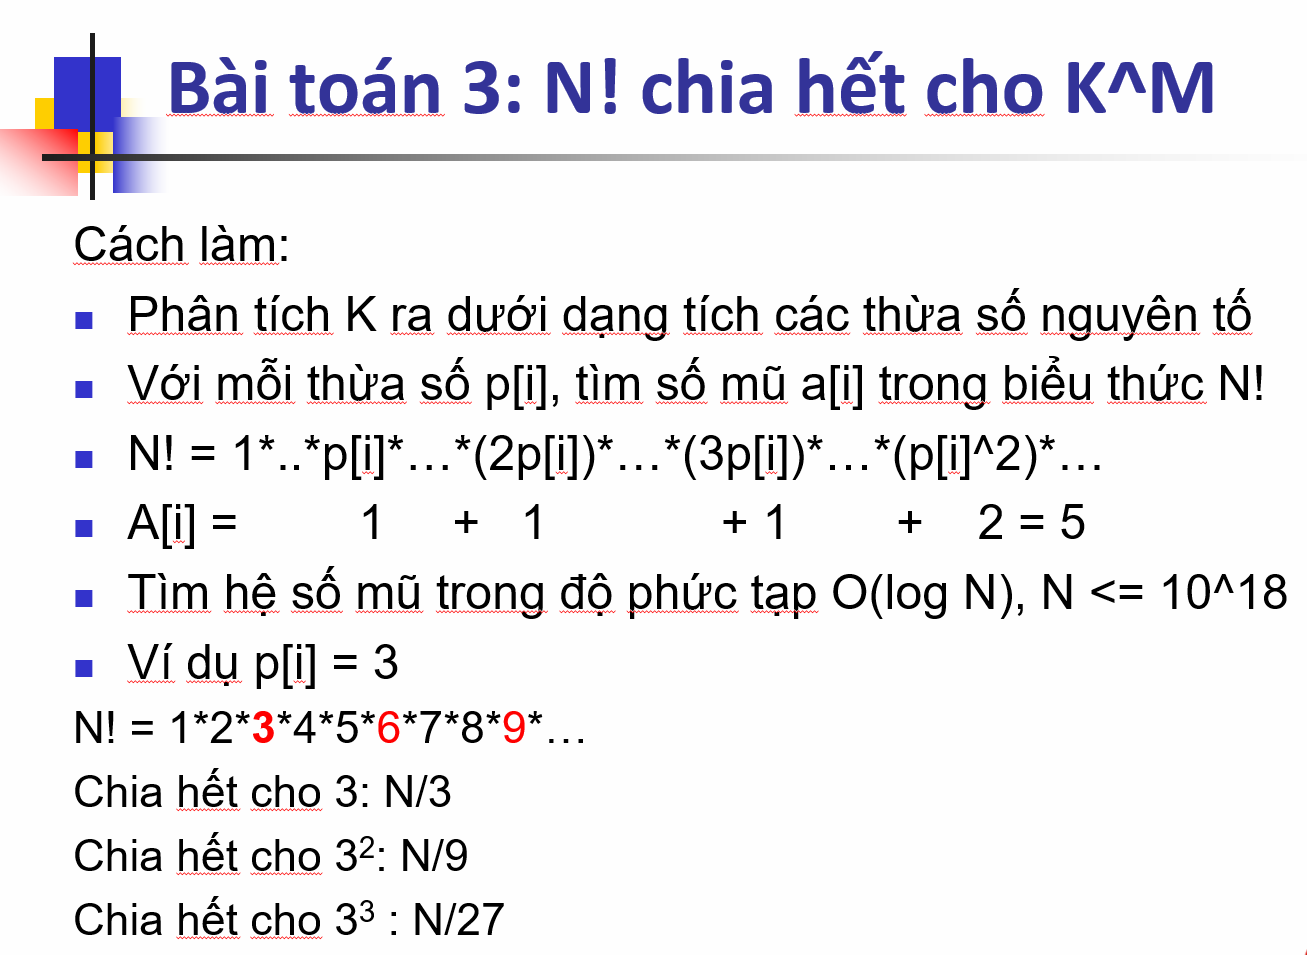 Bài toán 3: N! chia hết cho K^M
Cách làm:
Phân tích K ra dưới dạng tích các thừa số nguyên tố
Với mỗi thừa số p[i], tìm số mũ a[i] trong biểu thức N!
N! = 1*..*p[i]*…*(2p[i])*…*(3p[i])*…*(p[i]^2)*…
A[i] = 1 + 1 + 1 + 2 = 5
Tìm hệ số mũ trong độ phức tạp O(log N), N <= 10^18
Ví dụ p[i] = 3
N! = 1*2*3*4*5*6*7*8*9*…
Chia hết cho 3: N/3
Chia hết cho 3²: N/9
Chia hết cho 3³ : N/27